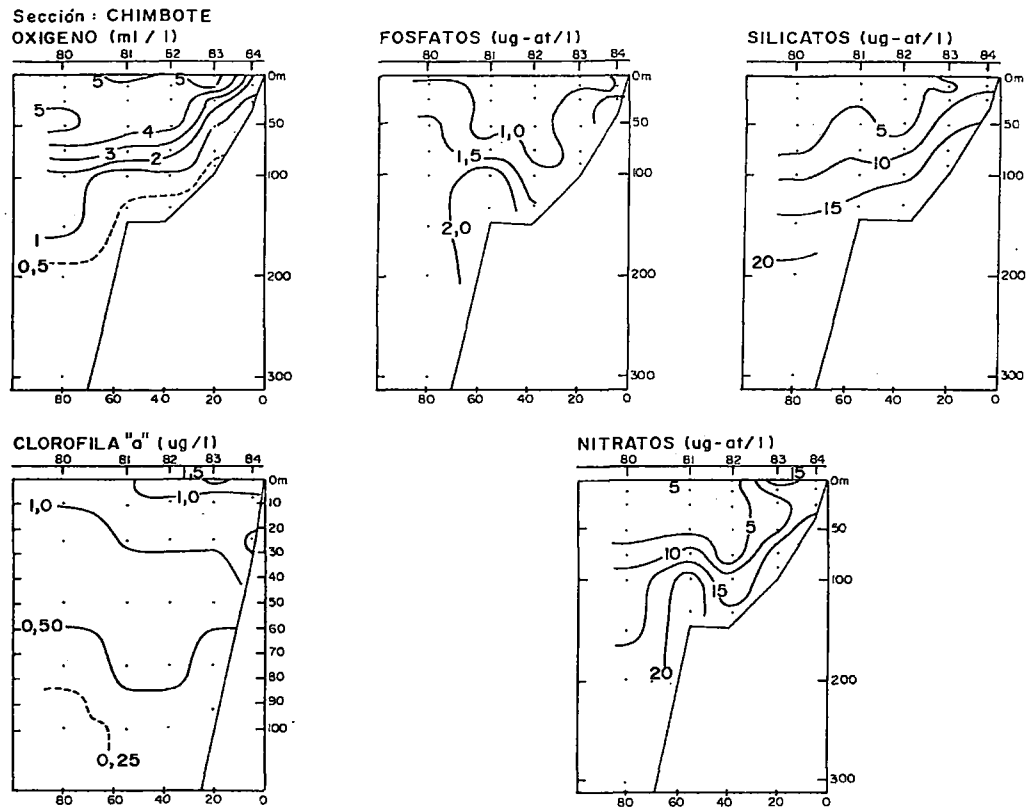 Sección : CHIMBOTE
OXIGENO (ml / l)
80 81 82 83 84
5 5
5
4
3 2
1
0,5
0m
50
100
200
300
80 60 40 20 0
FOSFATOS (ug-at/l)
80 81 82 83 84
1,0
1,5
2,0
0m
50
100
200
300
80 60 40 20 0
SILICATOS (ug-at/l)
80 81 82 83 84
5
10
15
20
0m
50
100
200
300
80 60 40 20 0
CLOROFILA "a" (ug/l)
80 81 82 83 84
1,5
1,0
1,0
0,50
0,25
0m
10
20
30
40
50
60
70
80
90
100
80 60 40 20 0
NITRATOS (ug-at/l)
80 81 82 83 84
15
5
5
10
15
20
0m
50
100
200
300
80 60 40 20 0